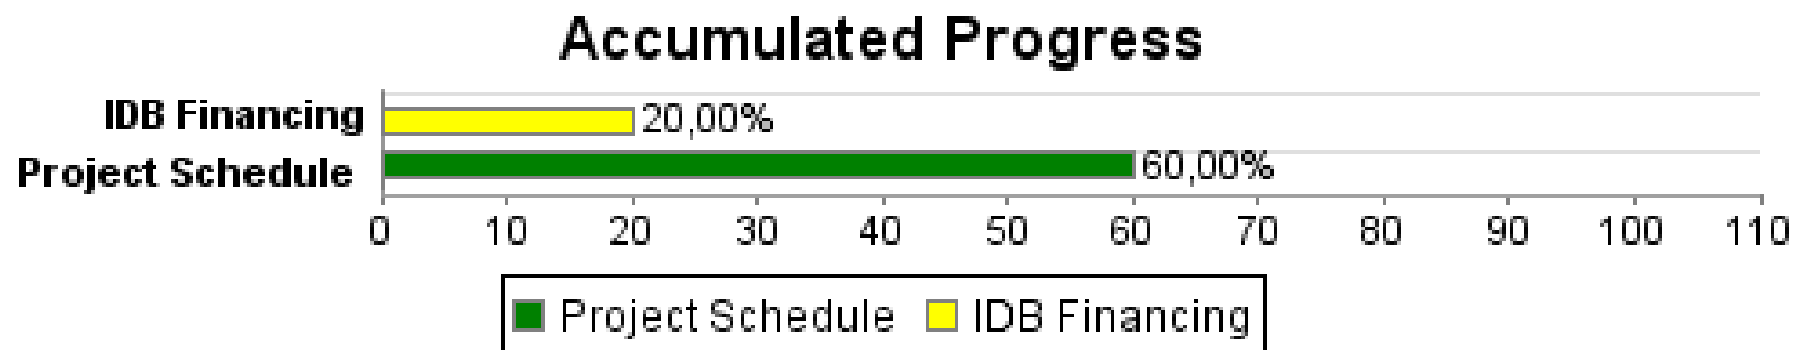 Accumulated Progress
IDB Financing 20,00%
Project Schedule 60,00%
0 10 20 30 40 50 60 70 80 90 100 110
Project Schedule IDB Financing